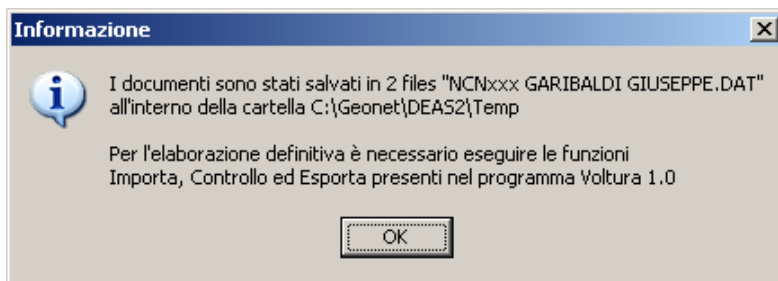 Informazione
I documenti sono stati salvati in 2 files "NCNxxx GARIBALDI GIUSEPPE.DAT"
all'interno della cartella C:\Geonet\DEAS2\Temp
Per l'elaborazione definitiva è necessario eseguire le funzioni
Importa, Controllo ed Esporta presenti nel programma Voltura 1.0
OK